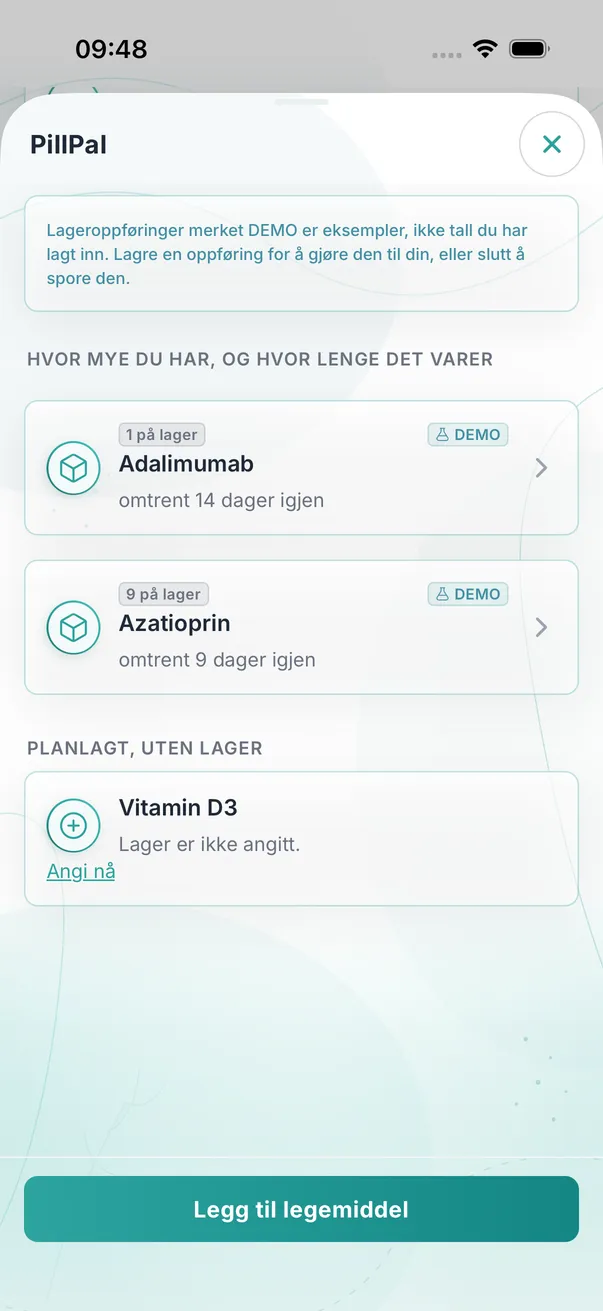 09:48
PillPal
Lageroppføringer merket DEMO er eksempler, ikke tall du har
lagt inn. Lagre en oppføring for å gjøre den til din, eller slutt å
spore den.
HVOR MYE DU HAR, OG HVOR LENGE DET VARER
1 på lager
DEMO
Adalimumab
omtrent 14 dager igjen
9 på lager
DEMO
Azatioprin
omtrent 9 dager igjen
PLANLAGT, UTEN LAGER
Vitamin D3
Lager er ikke angitt.
Angi nå
Legg til legemiddel